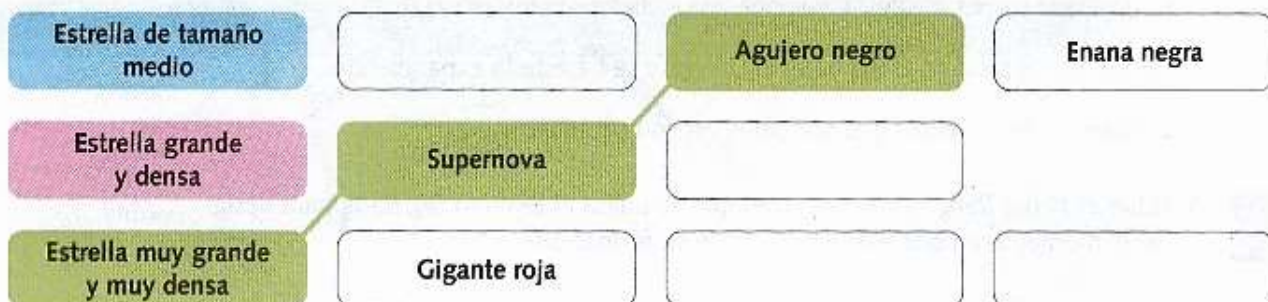 Estrella de tamaño
medio
Agujero negro
Enana negra
Estrella grande
y densa
Supernova
Estrella muy grande
y muy densa
Gigante roja